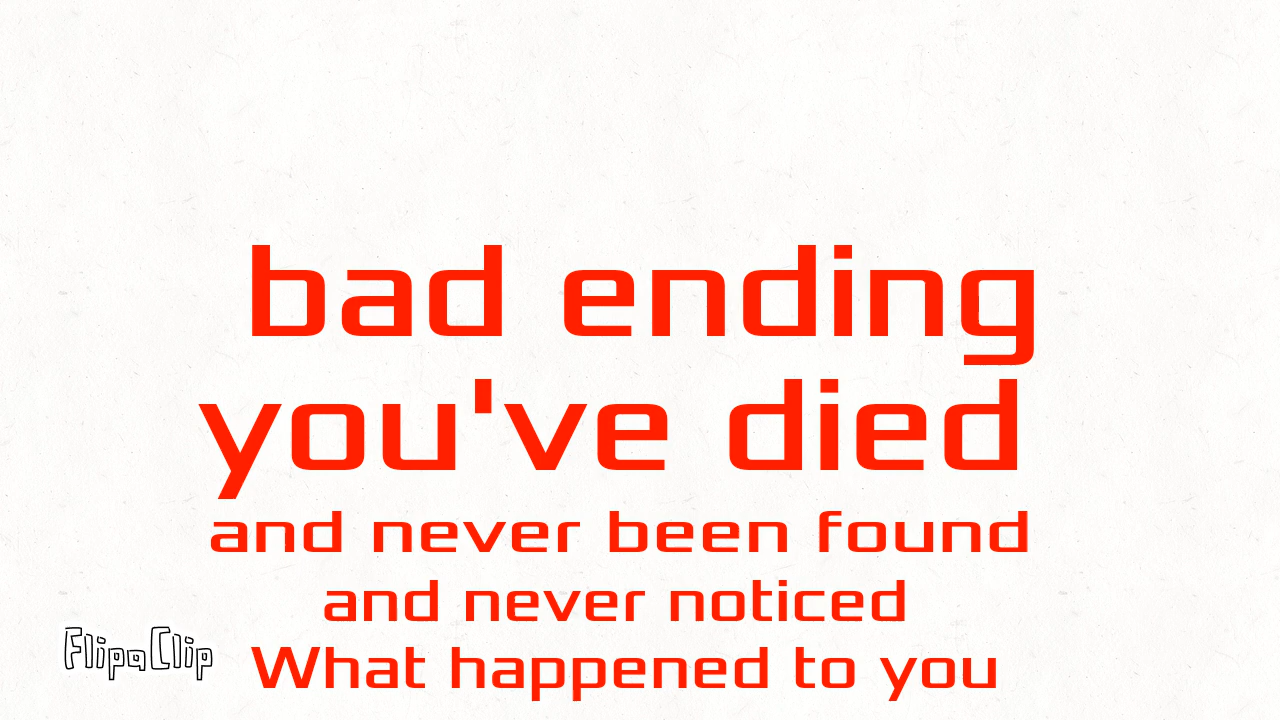 bad ending
you've died
and never been found
and never noticed
What happened to you
FlipaClip